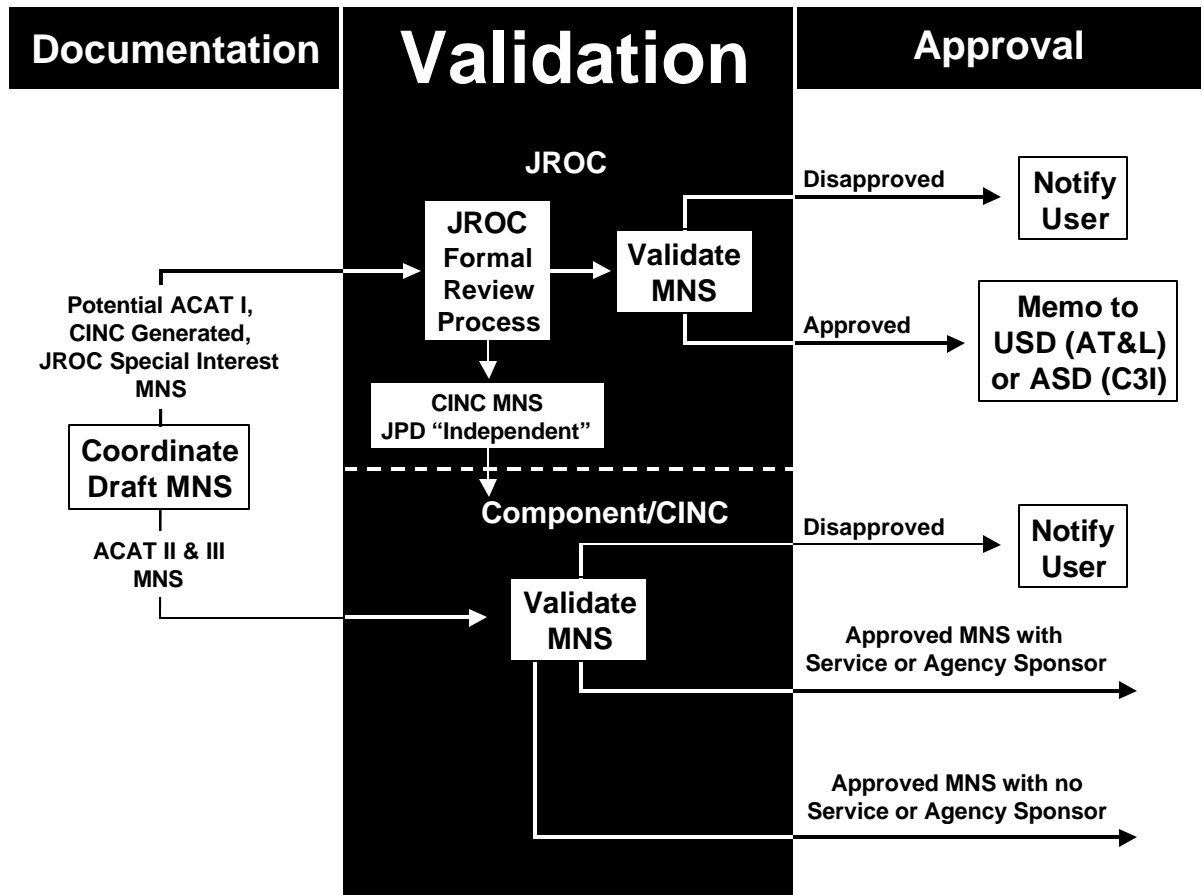 Documentation
Validation
Approval
JROC
Disapproved
Notify
User
JROC
Formal
Review
Process
Validate
MNS
Potential ACAT I,
CINC Generated,
JROC Special Interest
MNS
Approved
Memo to
USD (AT&L)
or ASD (C3I)
CINC MNS
JPD “Independent”
Coordinate
Draft MNS
Component/CINC
Disapproved
Notify
User
ACAT II & III
MNS
Validate
MNS
Approved MNS with
Service or Agency Sponsor
Approved MNS with no
Service or Agency Sponsor